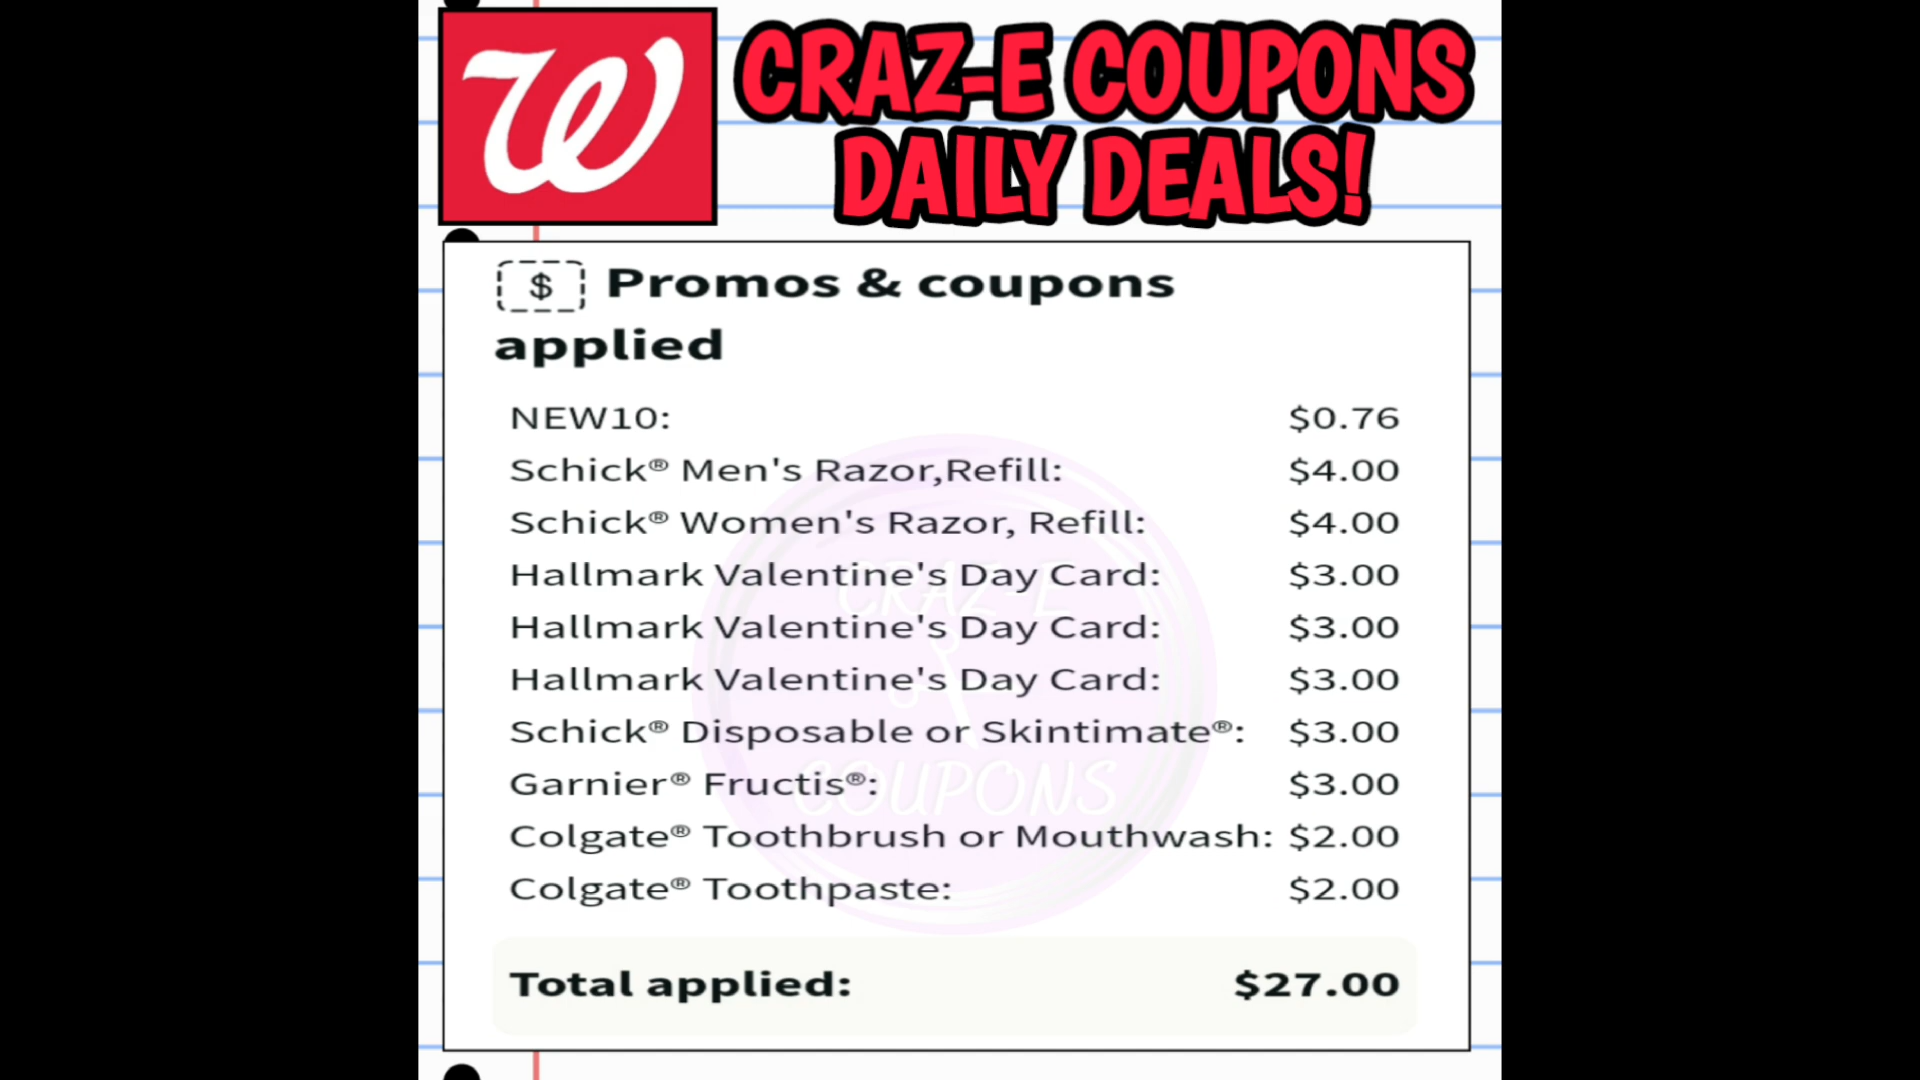 W
CRAZ-E COUPONS
DAILY DEALS!
$ Promos & coupons
applied
NEW10: $0.76
Schick® Men's Razor,Refill: $4.00
Schick® Women's Razor, Refill: $4.00
Hallmark Valentine's Day Card: $3.00
Hallmark Valentine's Day Card: $3.00
Hallmark Valentine's Day Card: $3.00
Schick® Disposable or Skintimate®: $3.00
Garnier® Fructis®: $3.00
Colgate® Toothbrush or Mouthwash: $2.00
Colgate® Toothpaste: $2.00
CRAZ-E
COUPONS
Total applied: $27.00